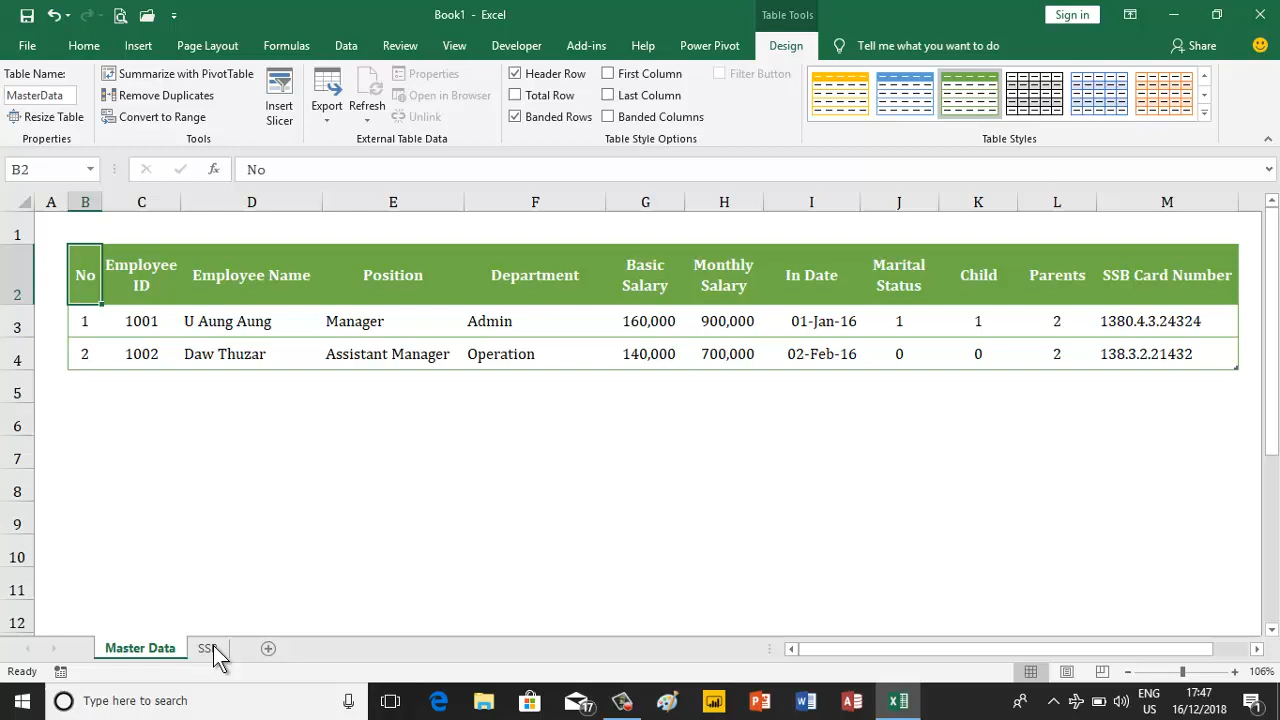 Book1 - Excel
Table Tools
Sign in
File Home Insert Page Layout Formulas Data Review View Developer Add-ins Help Power Pivot Design Tell me what you want to do Share
Table Name:
MasterData
Resize Table
Properties
Summarize with PivotTable
Remove Duplicates
Convert to Range
Tools
Insert
Slicer
Export
Refresh
Properties
Open in Browser
Unlink
External Table Data
Header Row
Total Row
Banded Rows
First Column
Last Column
Banded Columns
Filter Button
Table Style Options
Table Styles
B2
fx
No
A B C D E F G H I J K L M
1
2 No Employee ID Employee Name Position Department Basic Salary Monthly Salary In Date Marital Status Child Parents SSB Card Number
3 1 1001 U Aung Aung Manager Admin 160,000 900,000 01-Jan-16 1 1 2 1380.4.3.24324
4 2 1002 Daw Thuzar Assistant Manager Operation 140,000 700,000 02-Feb-16 0 0 2 138.3.2.21432
5
6
7
8
9
10
11
12
Master Data
Ready
106%
Type here to search
17
ENG
US
17:47
16/12/2018
1